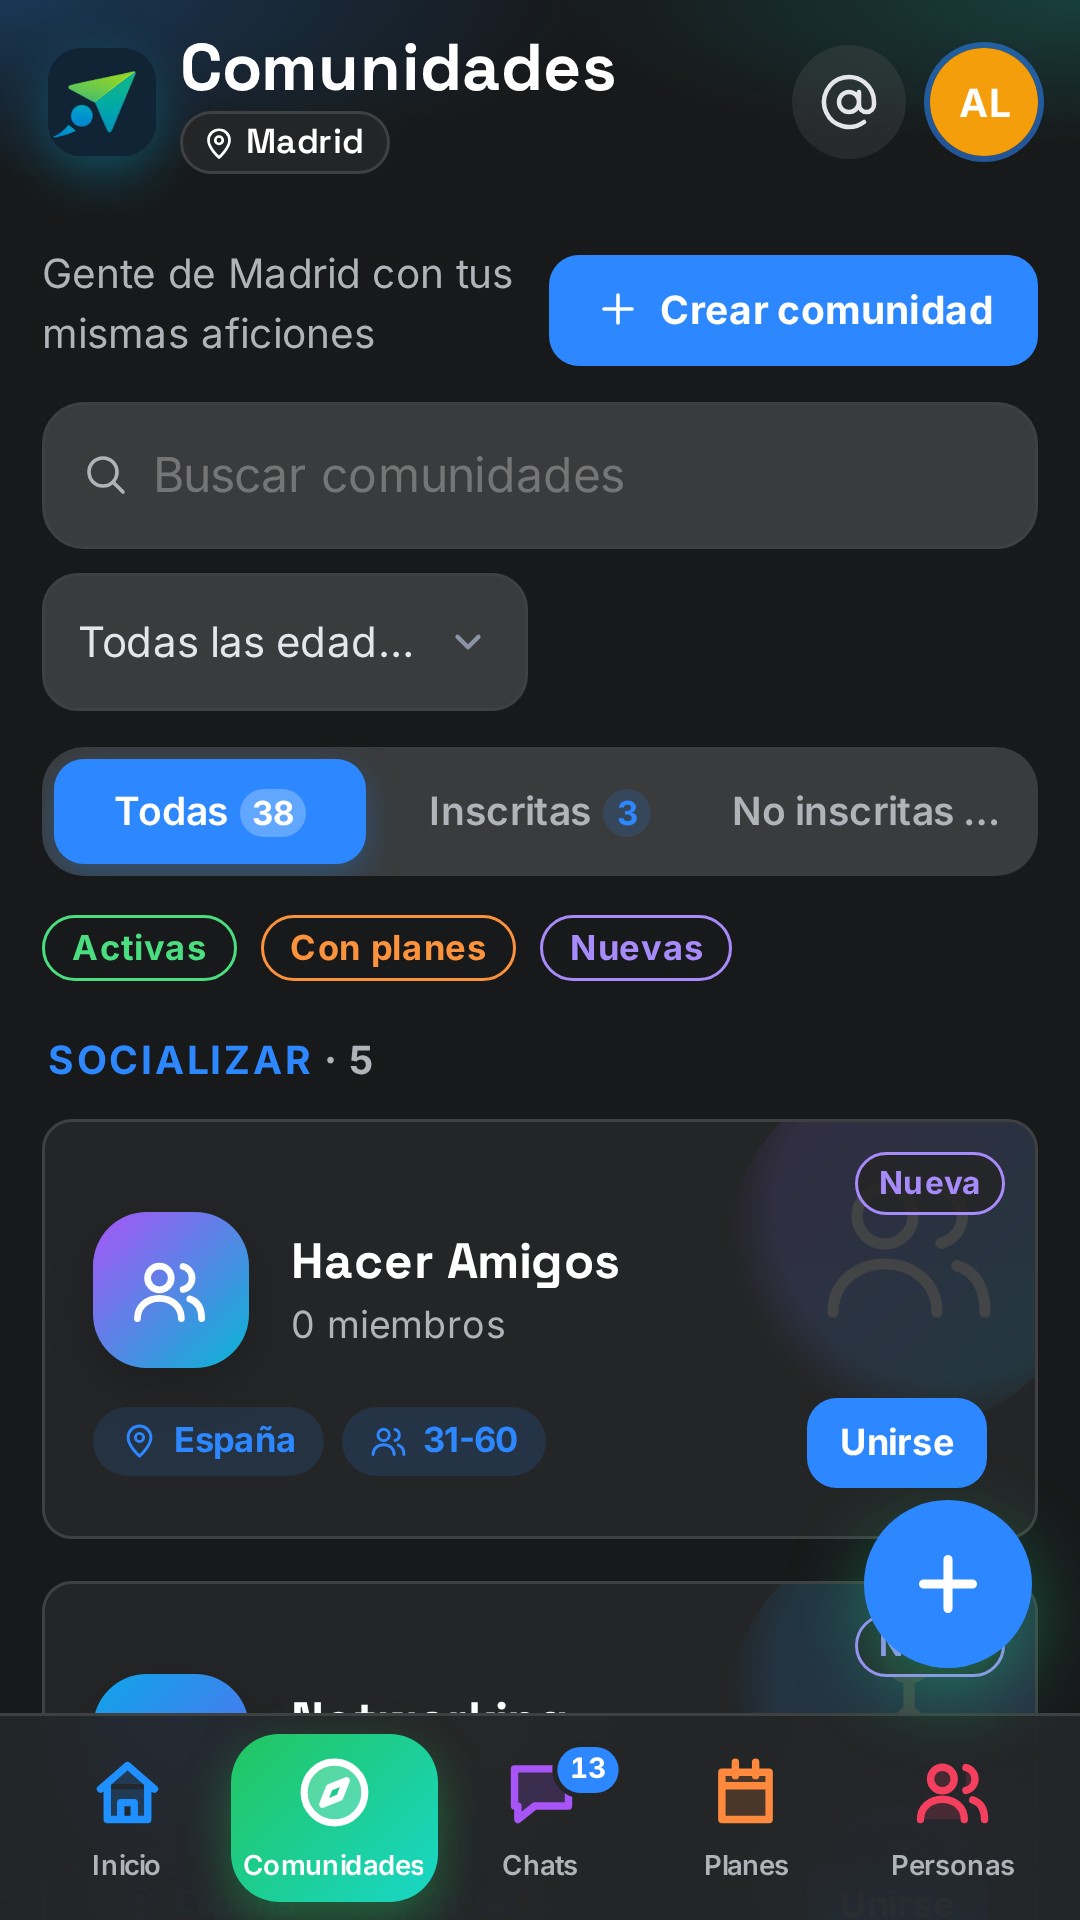 Comunidades
Madrid
AL
Gente de Madrid con tus
mismas aficiones
Crear comunidad
Buscar comunidades
Todas las edad...
Todas 38
Inscritas 3
No inscritas ...
Activas
Con planes
Nuevas
SOCIALIZAR · 5
Nueva
Hacer Amigos
0 miembros
España
31-60
Unirse
Networking
13
Inicio
Comunidades
Chats
Planes
Personas
Unirse